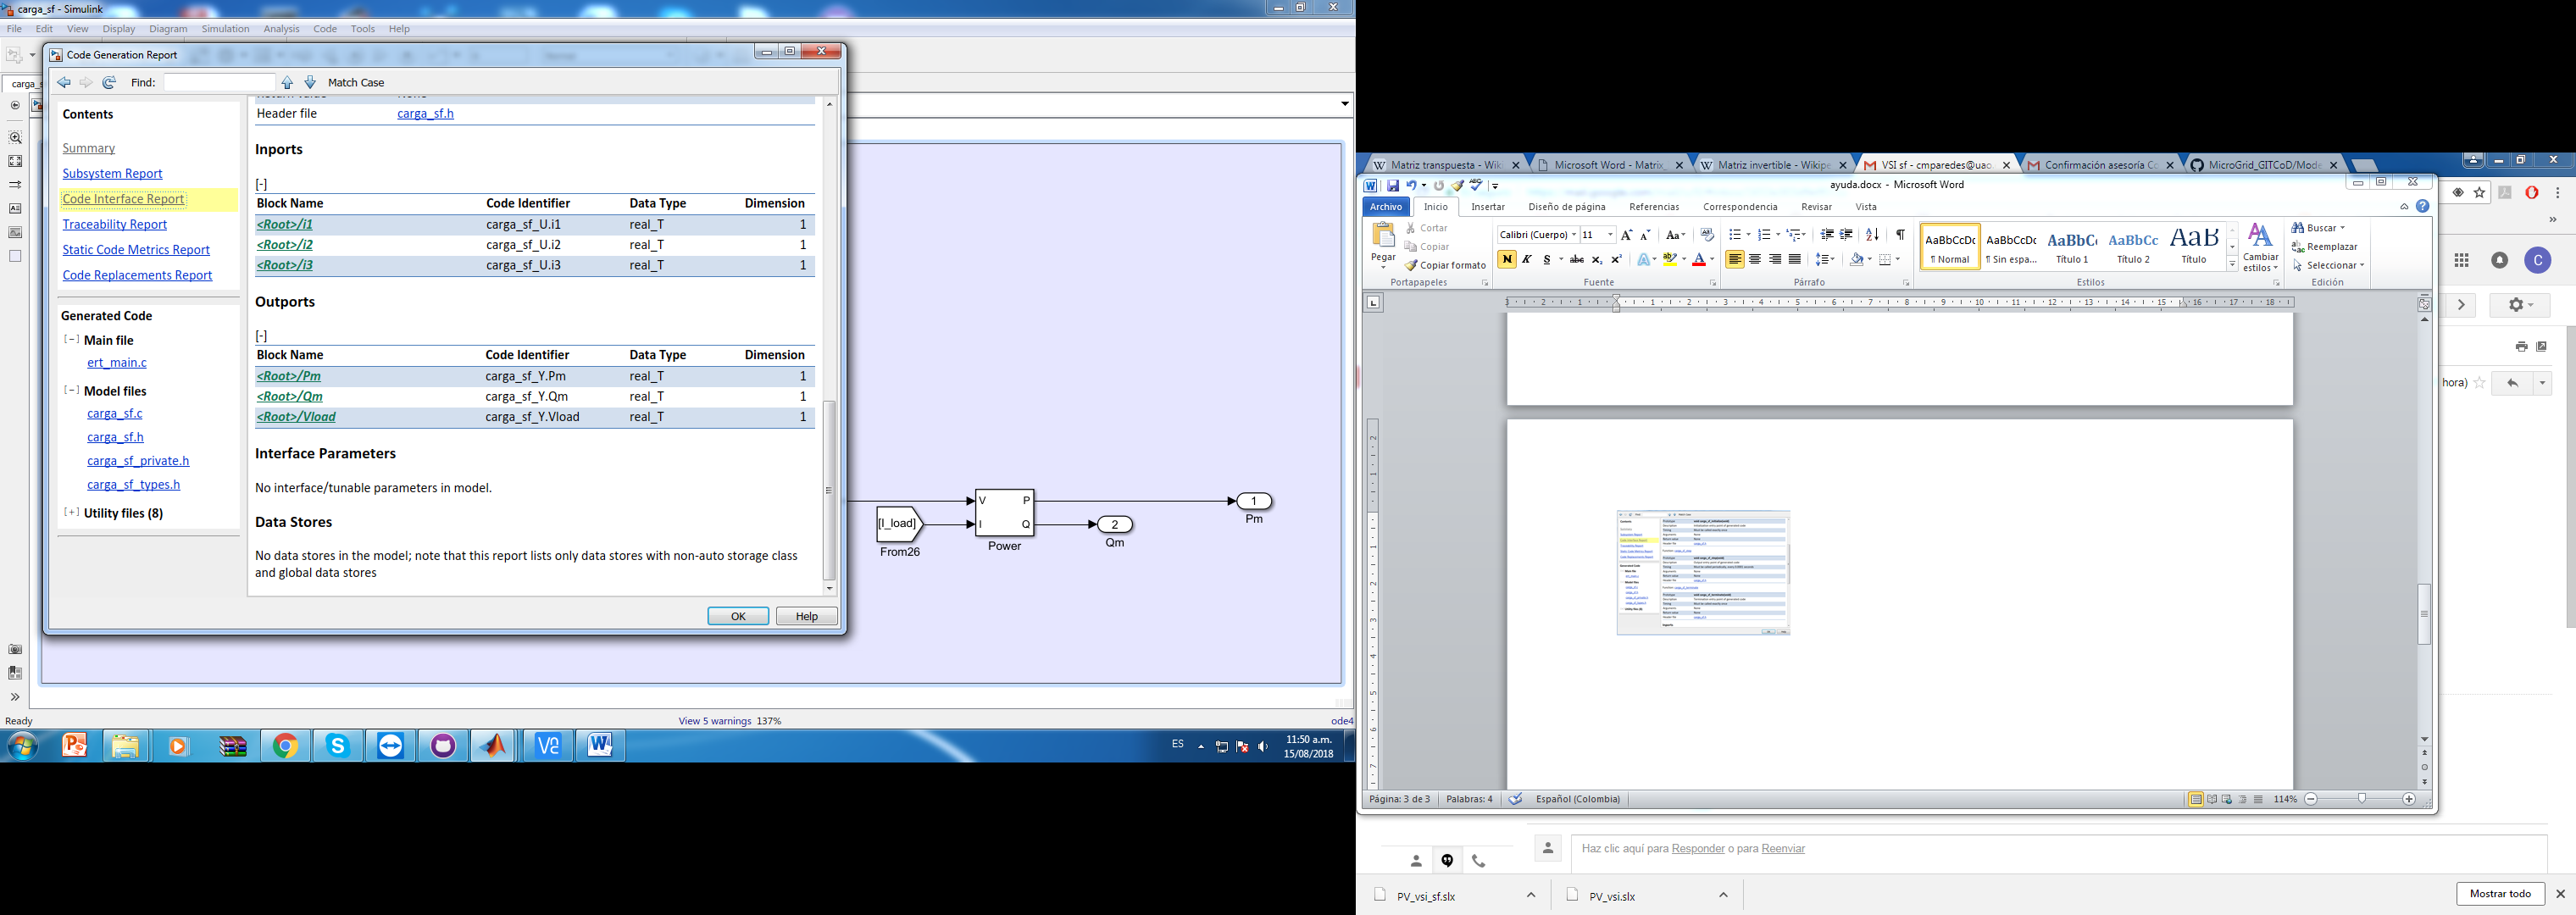 carga_sf - Simulink
File Edit View Display Diagram Simulation Analysis Code Tools Help
Code Generation Report
Find: Match Case
Contents
Summary
Subsystem Report
Code Interface Report
Traceability Report
Static Code Metrics Report
Code Replacements Report
Generated Code
[-] Main file
ert_main.c
[-] Model files
carga_sf.c
carga_sf.h
carga_sf_private.h
carga_sf_types.h
[+] Utility files (8)
Header file carga_sf.h
Inports
[-]
Block Name Code Identifier Data Type Dimension
<Root>/i1 carga_sf_U.i1 real_T 1
<Root>/i2 carga_sf_U.i2 real_T 1
<Root>/i3 carga_sf_U.i3 real_T 1
Outports
[-]
Block Name Code Identifier Data Type Dimension
<Root>/Pm carga_sf_Y.Pm real_T 1
<Root>/Qm carga_sf_Y.Qm real_T 1
<Root>/Vload carga_sf_Y.Vload real_T 1
Interface Parameters
No interface/tunable parameters in model.
Data Stores
No data stores in the model; note that this report lists only data stores with non-auto storage class
and global data stores
OK Help
V P
I Q
Power
[I_load]
From26
1
Pm
2
Qm
Ready View 5 warnings 137% ode4
ES 11:50 a.m.
15/08/2018
Matriz transpuesta - Wiki Microsoft Word - Matrix_ Matriz invertible - Wikipe VSI sf - cmparedes@uao. Confirmación asesoría Co MicroGrid_GITCoD/Mode
ayuda.docx - Microsoft Word
Archivo Inicio Insertar Diseño de página Referencias Correspondencia Revisar Vista
Pegar
Cortar
Copiar
Copiar formato
Portapapeles
Calibri (Cuerpo) 11
N K S abc
Fuente
Párrafo
AaBbCcDc AaBbCcDc AaBbC AaBbCc AaB
¶ Normal ¶ Sin espa... Título 1 Título 2 Título
Cambiar
estilos
Estilos
Buscar
Reemplazar
Seleccionar
Edición
C
hora)
Página: 3 de 3 Palabras: 4 Español (Colombia) 114%
Haz clic aquí para Responder o para Reenviar
PV_vsi_sf.slx PV_vsi.slx Mostrar todo